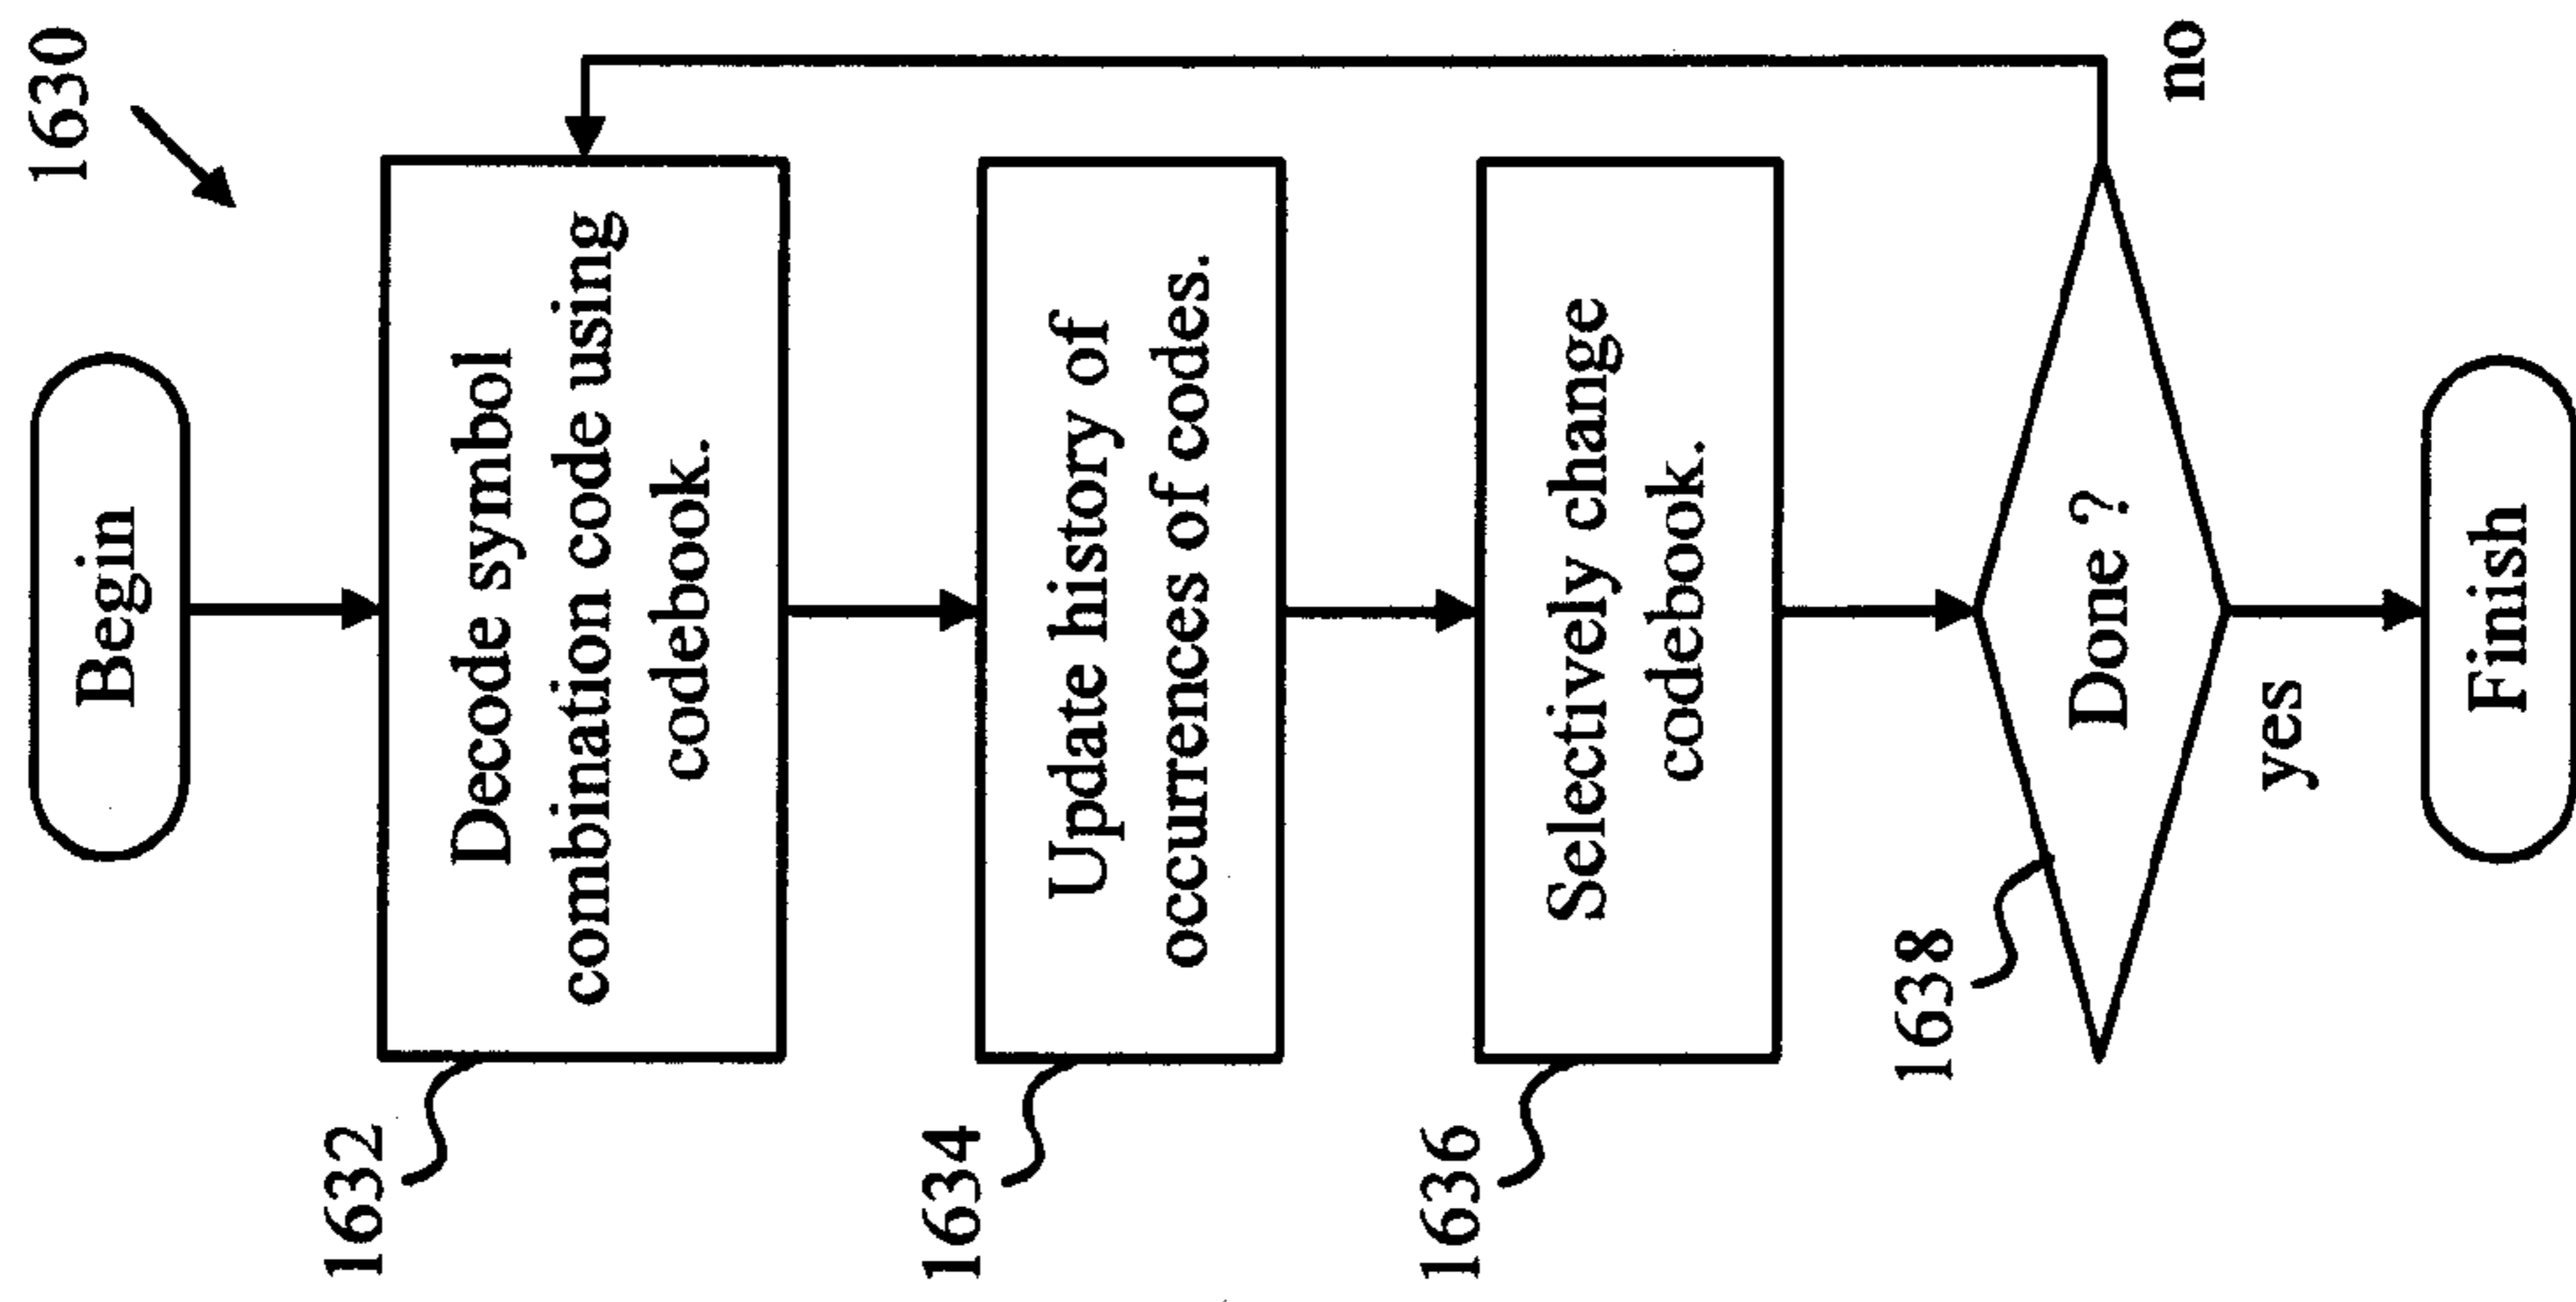 1630
Begin
1632
Decode symbol
combination code using
codebook.
1634
Update history of
occurrences of codes.
1636
Selectively change
codebook.
1638
Done ?
no
yes
Finish